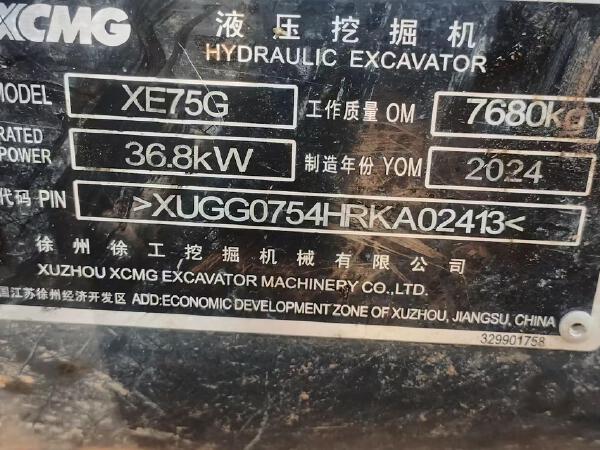 XCMG
液压挖掘机
HYDRAULIC EXCAVATOR
MODEL XE75G 工作质量 OM 7680kg
RATED POWER 36.8kW 制造年份 YOM 2024
代码 PIN >XUGG0754HRKA02413<
徐州徐工挖掘机械有限公司
XUZHOU XCMG EXCAVATOR MACHINERY CO.,LTD.
国江苏徐州经济开发区 ADD:ECONOMIC DEVELOPMENT ZONE OF XUZHOU, JIANGSU, CHINA
329901758